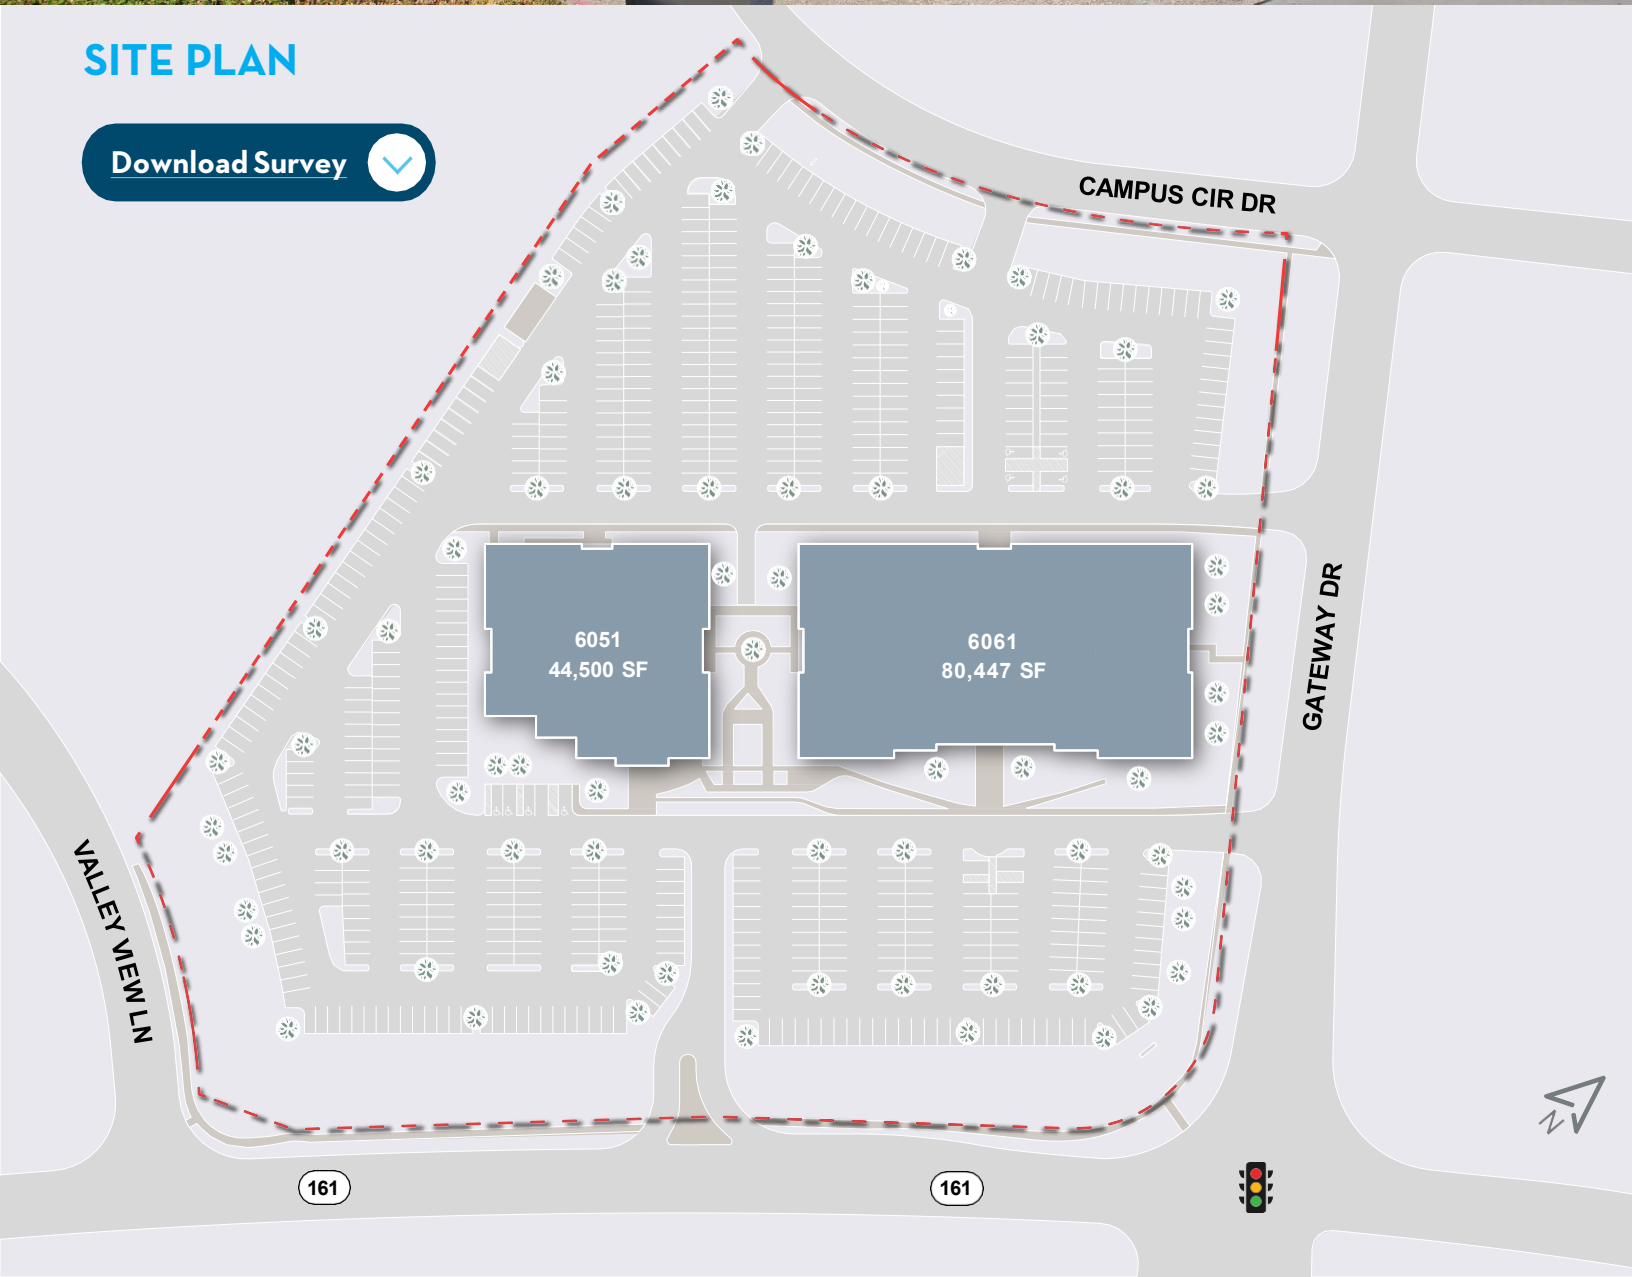 SITE PLAN
Download Survey
CAMPUS CIR DR
GATEWAY DR
6051
44,500 SF
6061
80,447 SF
VALLEY VIEW LN
N
161
161